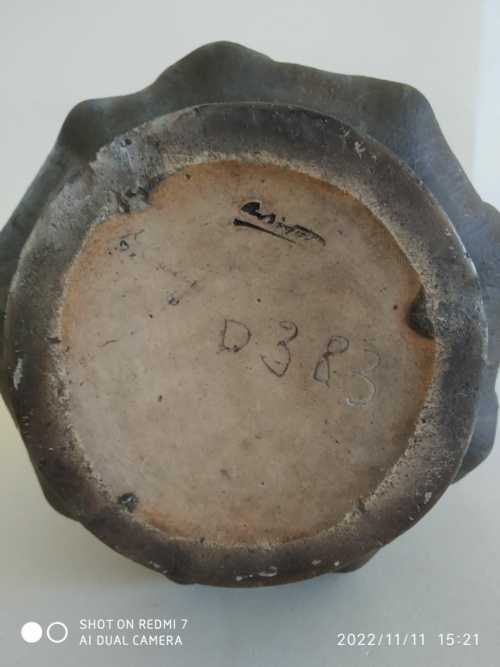 D383
SHOT ON REDMI 7
AI DUAL CAMERA
2022/11/11 15:21